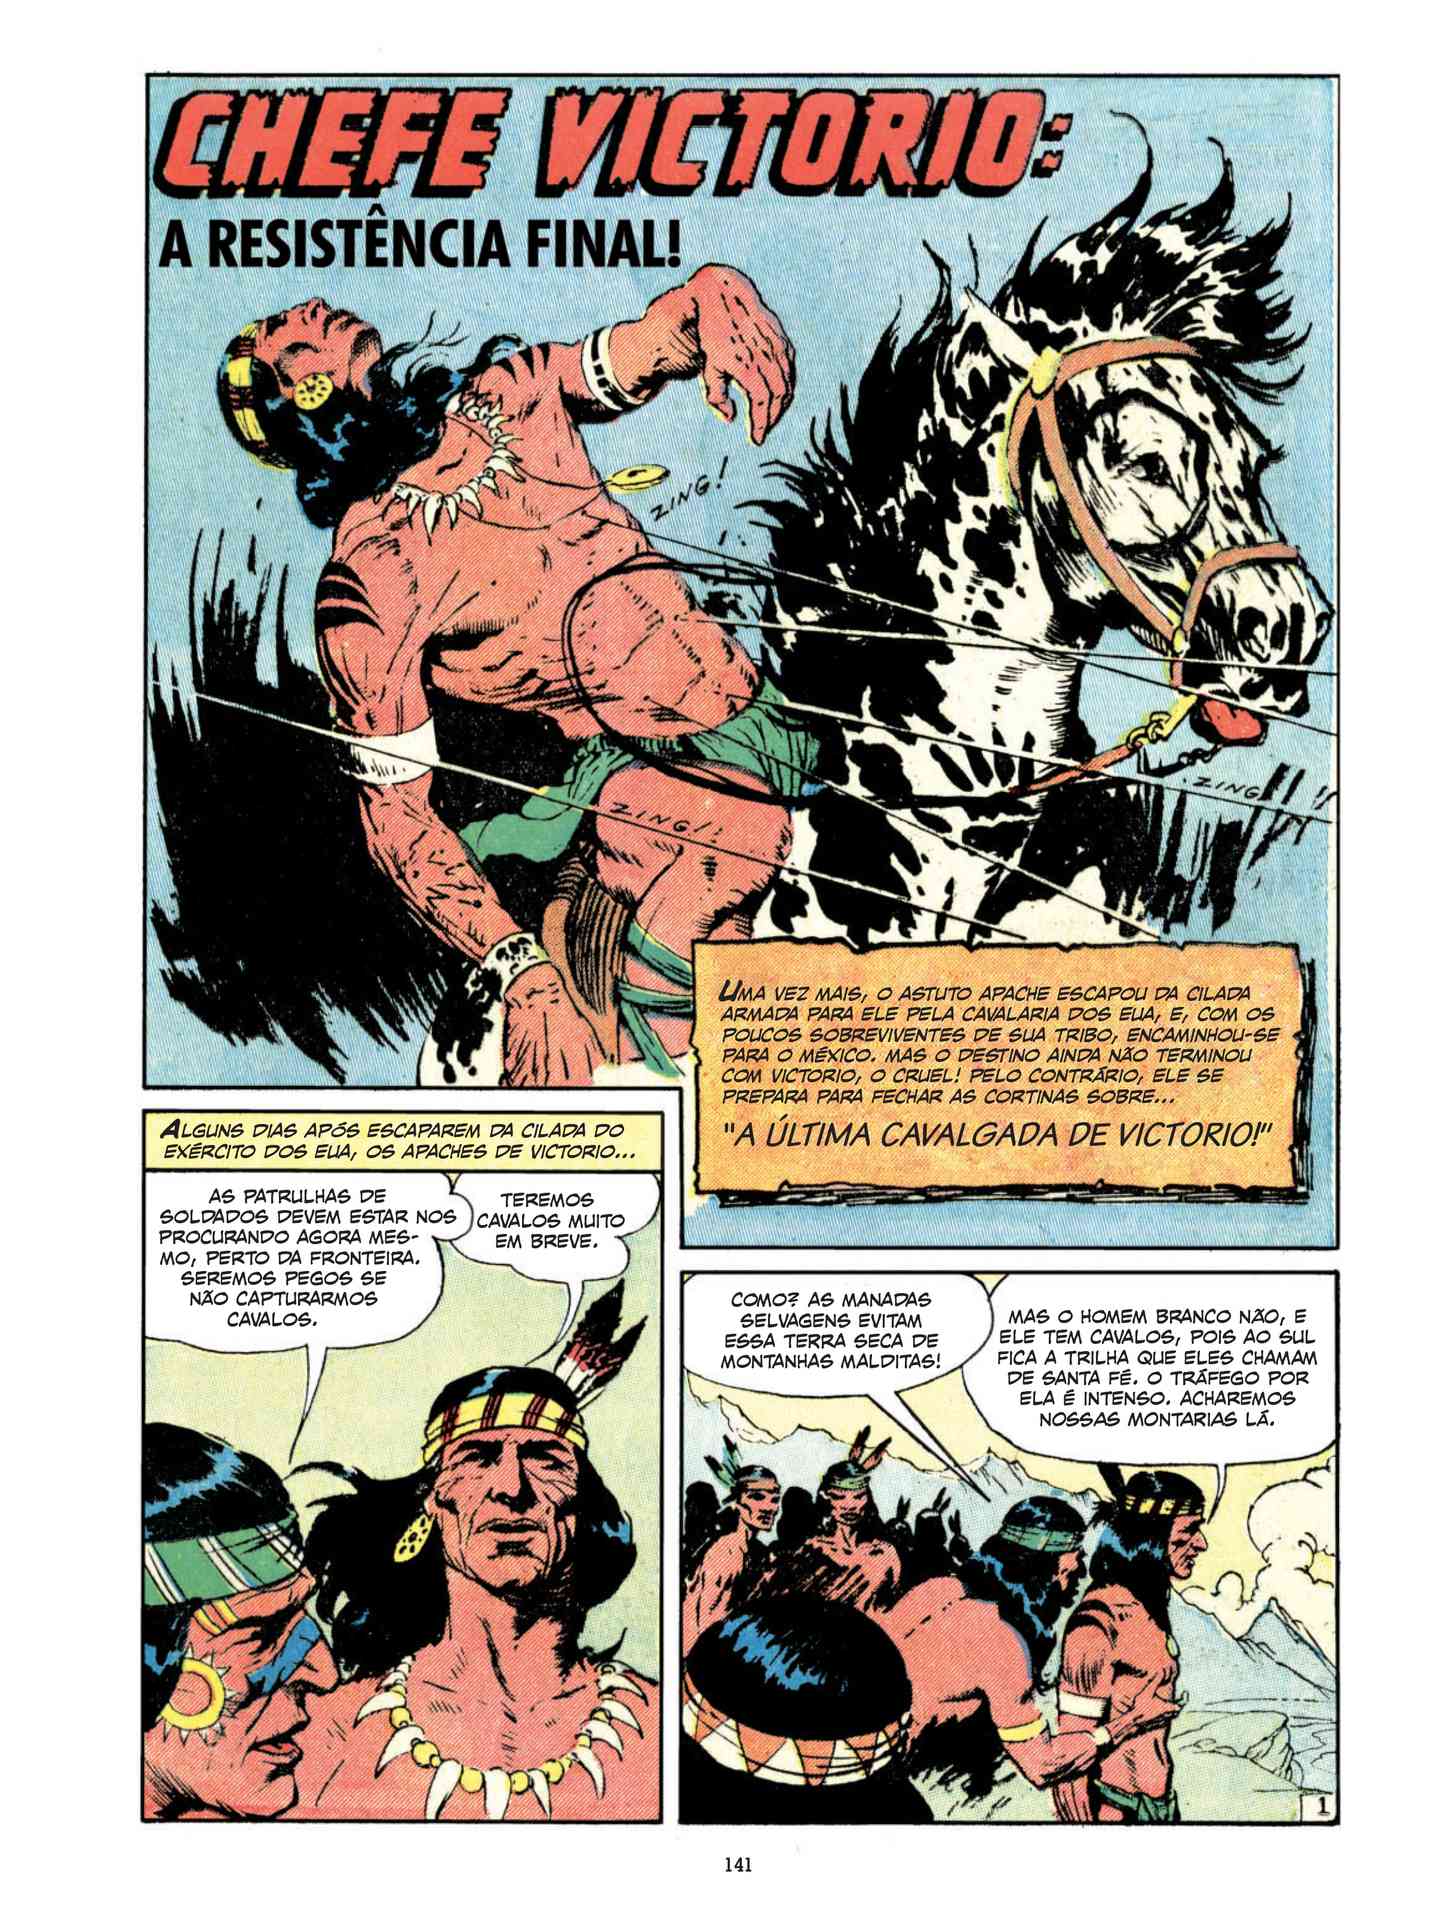 CHEFE VICTORIO:
A RESISTÊNCIA FINAL!
ZING!
ZING!!
ZING
UMA VEZ MAIS, O ASTUTO APACHE ESCAPOU DA CILADA
ARMADA PARA ELE PELA CAVALARIA DOS EUA, E, COM OS
POUCOS SOBREVIVENTES DE SUA TRIBO, ENCAMINHOU-SE
PARA O MÉXICO. MAS O DESTINO AINDA NÃO TERMINOU
COM VICTORIO, O CRUEL! PELO CONTRÁRIO, ELE SE
PREPARA PARA FECHAR AS CORTINAS SOBRE...
"A ÚLTIMA CAVALGADA DE VICTORIO!"
ALGUNS DIAS APÓS ESCAPAREM DA CILADA DO
EXÉRCITO DOS EUA, OS APACHES DE VICTORIO...
AS PATRULHAS DE
SOLDADOS DEVEM ESTAR NOS
PROCURANDO AGORA MES-
MO, PERTO DA FRONTEIRA.
SEREMOS PEGOS SE
NÃO CAPTURARMOS
CAVALOS.
TEREMOS
CAVALOS MUITO
EM BREVE.
COMO? AS MANADAS
SELVAGENS EVITAM
ESSA TERRA SECA DE
MONTANHAS MALDITAS!
MAS O HOMEM BRANCO NÃO, E
ELE TEM CAVALOS, POIS AO SUL
FICA A TRILHA QUE ELES CHAMAM
DE SANTA FÉ. O TRÁFEGO POR
ELA É INTENSO. ACHAREMOS
NOSSAS MONTARIAS LÁ.
1
141